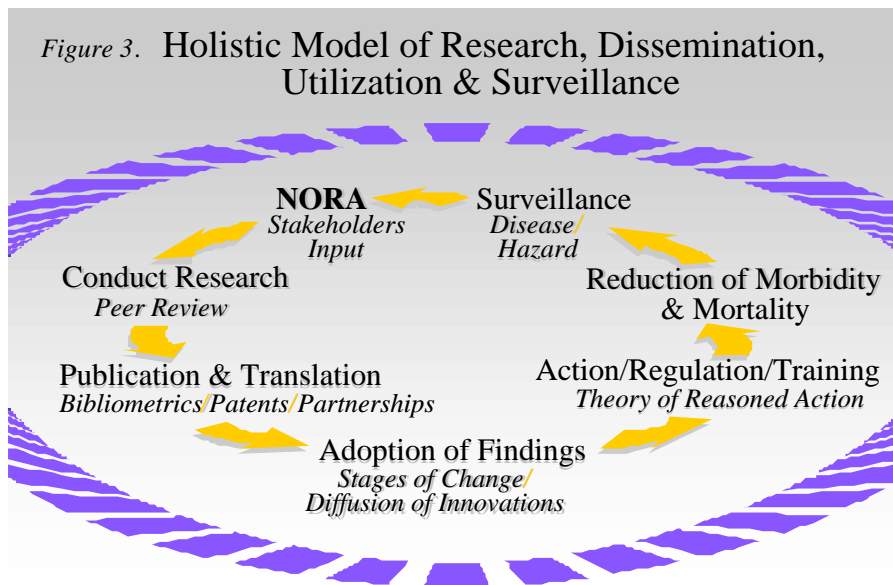 Figure 3. Holistic Model of Research, Dissemination,
Utilization & Surveillance
NORA
Stakeholders
Input
Surveillance
Disease/
Hazard
Conduct Research
Peer Review
Reduction of Morbidity
& Mortality
Publication & Translation
Bibliometrics/Patents/Partnerships
Action/Regulation/Training
Theory of Reasoned Action
Adoption of Findings
Stages of Change/
Diffusion of Innovations